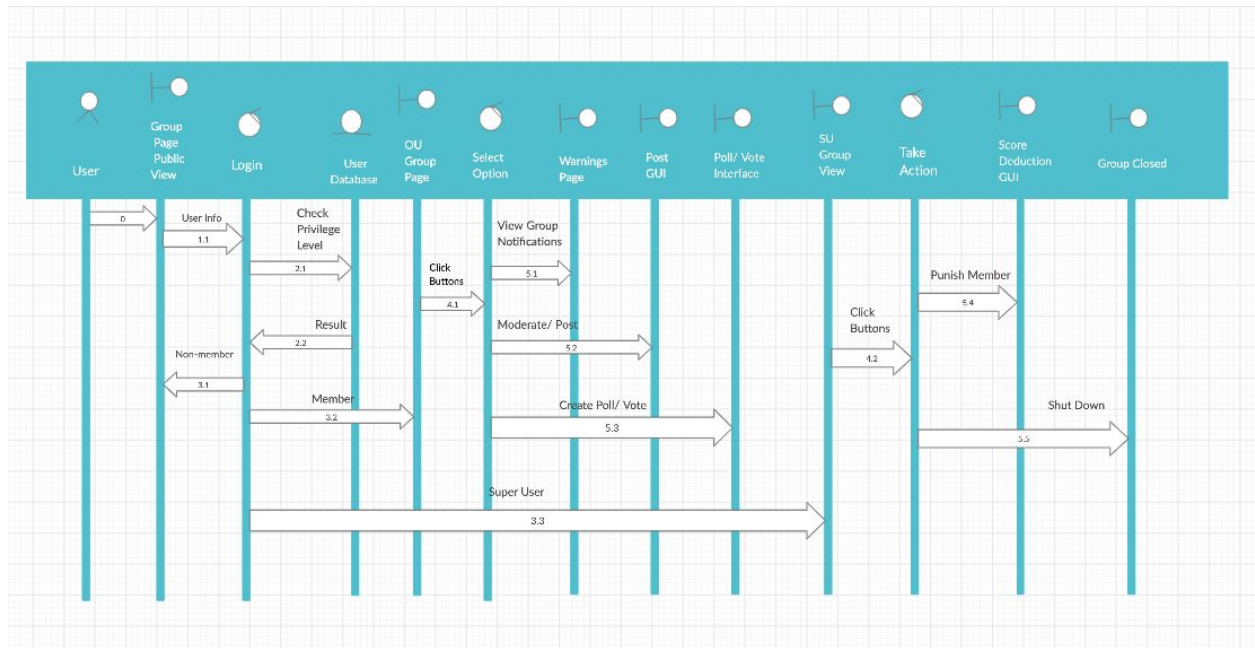 User
Group
Page
Public
View
Login
User
Database
OU
Group
Page
Select
Option
Warnings
Page
Post
GUI
Poll/ Vote
Interface
SU
Group
View
Take
Action
Score
Deduction
GUI
Group Closed
0
User Info
1.1
Check
Privilege
Level
2.1
Click
Buttons
4.1
View Group
Notifications
5.1
Punish Member
5.4
Result
2.2
Moderate/ Post
5.2
Click
Buttons
4.2
Non-member
3.1
Member
3.2
Create Poll/ Vote
5.3
Shut Down
5.5
Super User
3.3